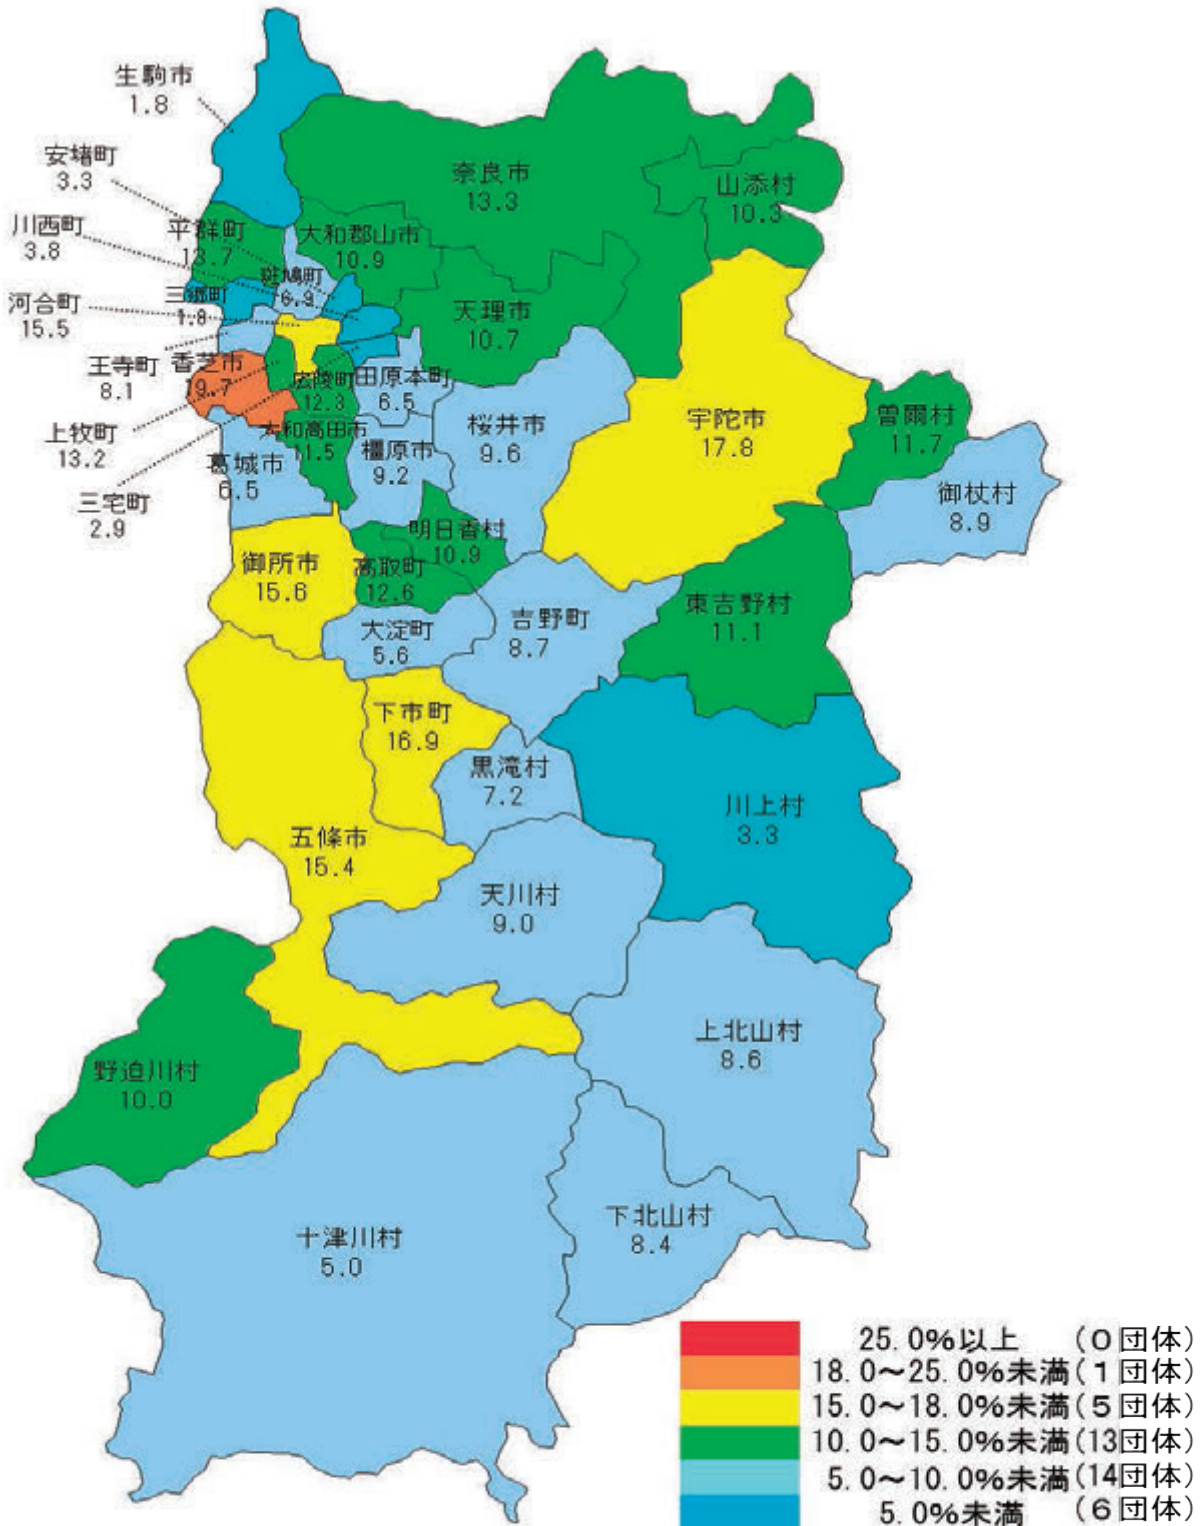 生駒市
1.8
安堵町
3.3
奈良市
13.3
山添村
10.3
川西町
3.8
平群町
13.7
大和郡山市
10.9
斑鳩町
6.9
三郷町
1.8
河合町
15.5
天理市
10.7
王寺町
8.1
香芝市
19.7
広陵町
12.3
田原本町
6.5
上牧町
13.2
大和高田市
11.5
橿原市
9.2
桜井市
9.6
宇陀市
17.8
曽爾村
11.7
葛城市
6.5
三宅町
2.9
御杖村
8.9
御所市
15.6
明日香村
10.9
高取町
12.6
大淀町
5.6
吉野町
8.7
東吉野村
11.1
下市町
16.9
黒滝村
7.2
川上村
3.3
五條市
15.4
天川村
9.0
上北山村
8.6
野迫川村
10.0
下北山村
8.4
十津川村
5.0
25.0%以上 (0団体)
18.0～25.0%未満(1団体)
15.0～18.0%未満(5団体)
10.0～15.0%未満(13団体)
5.0～10.0%未満(14団体)
5.0%未満 (6団体)